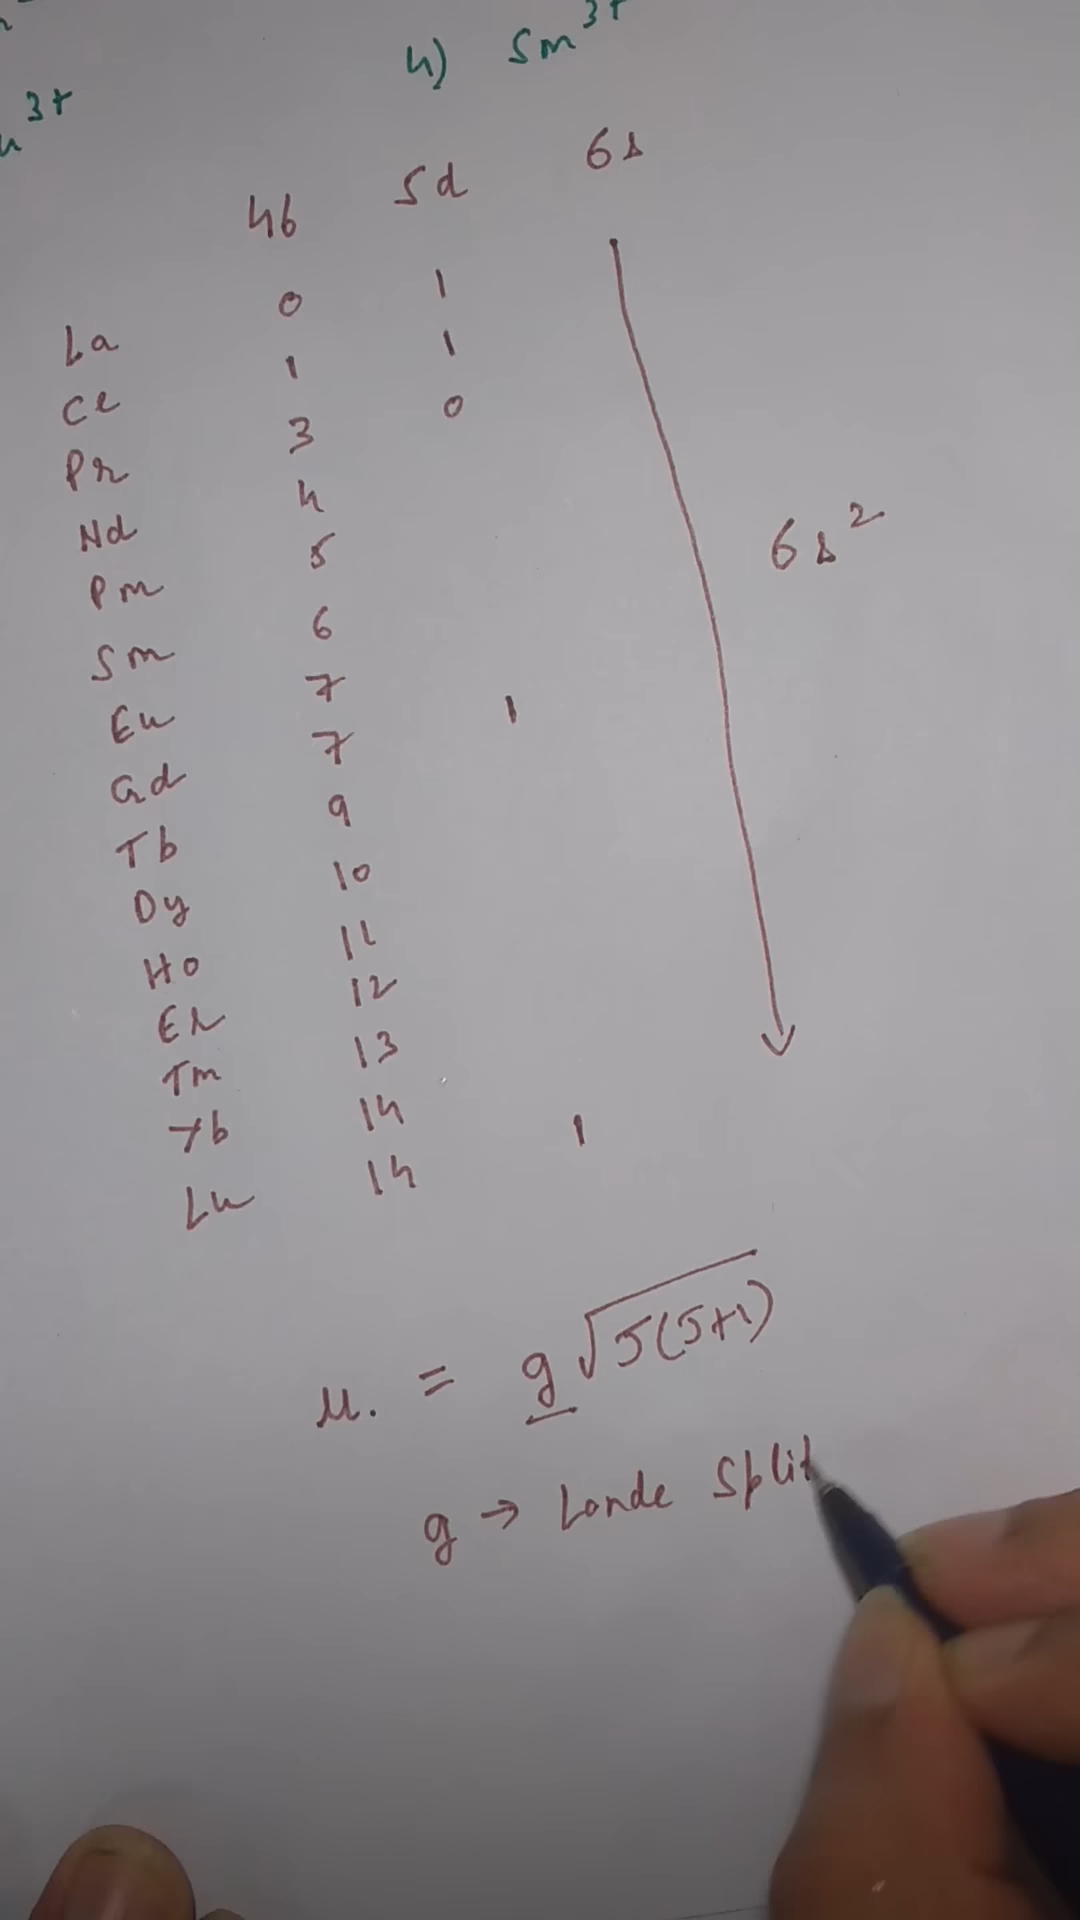 4) Sm³⁺
³⁺
4f 5d 6s
La 0 1
Ce 1 1
Pr 3 0
Nd 4
Pm 5
Sm 6
6s²
Eu 7
Gd 7 1
Tb 9
Dy 10
Ho 11
Er 12
Tm 13
Yb 14
Lu 14 1
μ. = g√J(J+1)
g → Lande Split